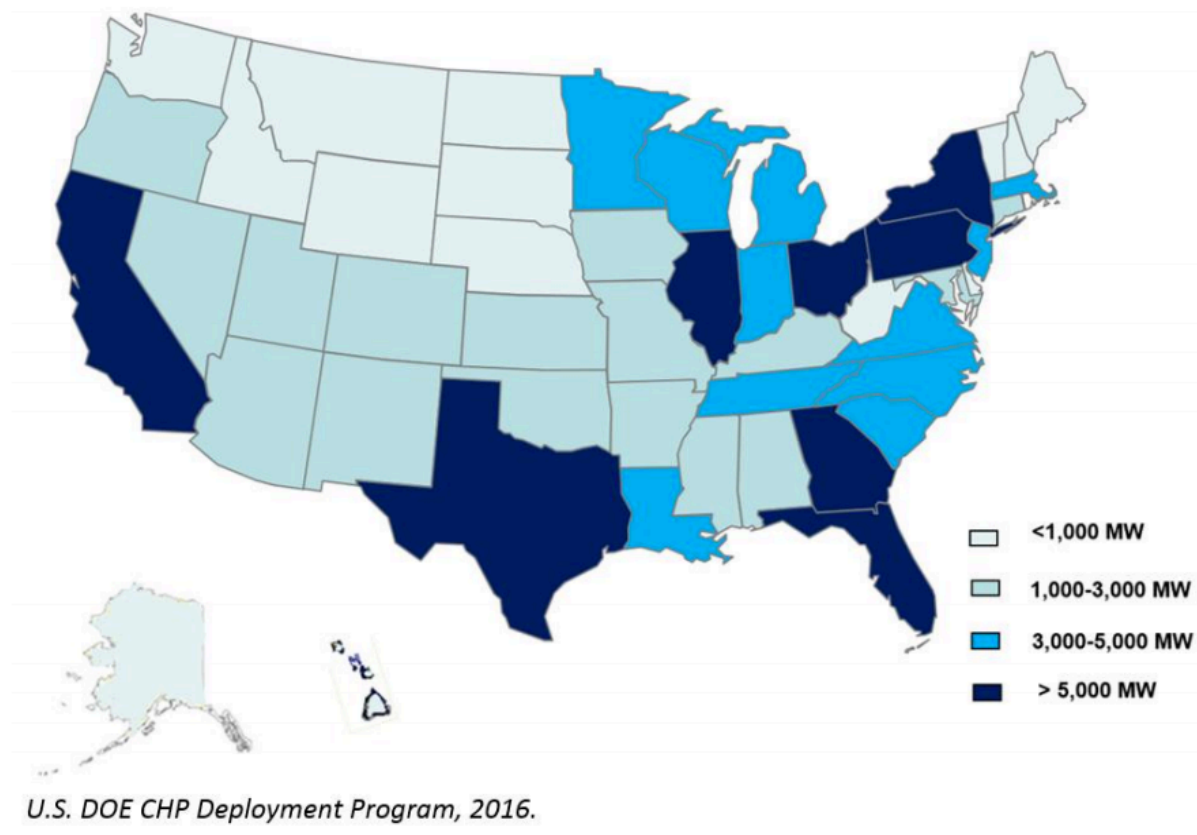 <1,000 MW
1,000-3,000 MW
3,000-5,000 MW
> 5,000 MW
U.S. DOE CHP Deployment Program, 2016.